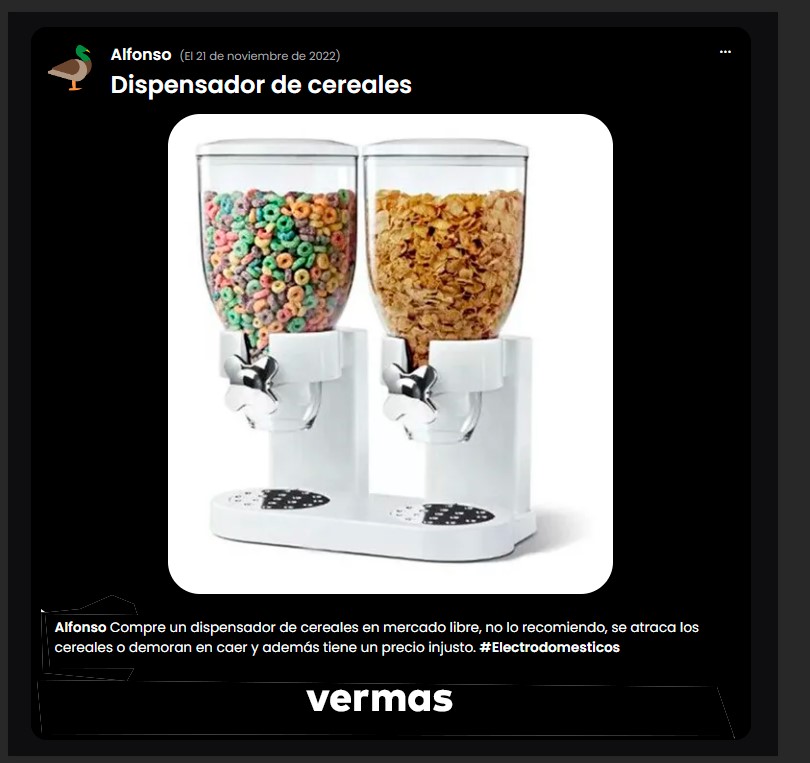 Alfonso (El 21 de noviembre de 2022)
Dispensador de cereales
Alfonso Compre un dispensador de cereales en mercado libre, no lo recomiendo, se atraca los
cereales o demoran en caer y además tiene un precio injusto. #Electrodomesticos
vermas